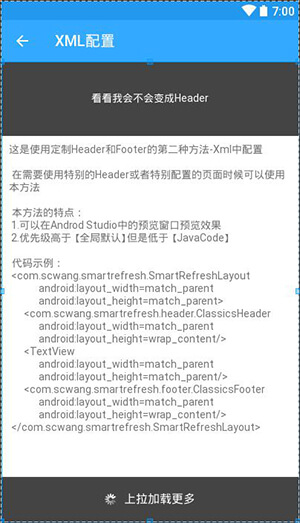 7:00
XML配置
看看我会不会变成Header
这是使用定制Header和Footer的第二种方法-Xml中配置
在需要使用特别的Header或者特别配置的页面时候可以使用
本方法
本方法的特点：
1.可以在Androd Studio中的预览窗口预览效果
2.优先级高于【全局默认】但是低于【JavaCode】
代码示例：
<com.scwang.smartrefresh.SmartRefreshLayout
android:layout_width=match_parent
android:layout_height=match_parent>
<com.scwang.smartrefresh.header.ClassicsHeader
android:layout_width=match_parent
android:layout_height=wrap_content/>
<TextView
android:layout_width=match_parent
android:layout_height=match_parent/>
<com.scwang.smartrefresh.footer.ClassicsFooter
android:layout_width=match_parent
android:layout_height=wrap_content/>
</com.scwang.smartrefresh.SmartRefreshLayout>
上拉加载更多